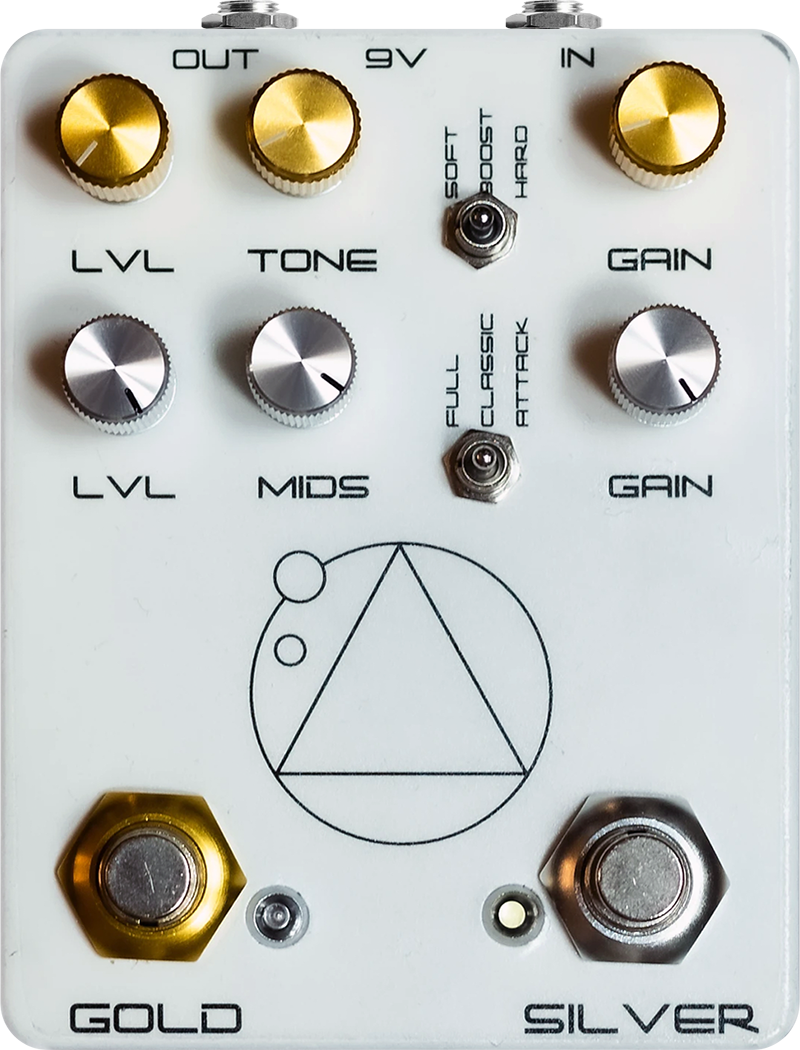 OUT 9V IN
SOFT
BOOST
HARD
LVL TONE GAIN
FULL
CLASSIC
ATTACK
LVL MIDS GAIN
GOLD SILVER